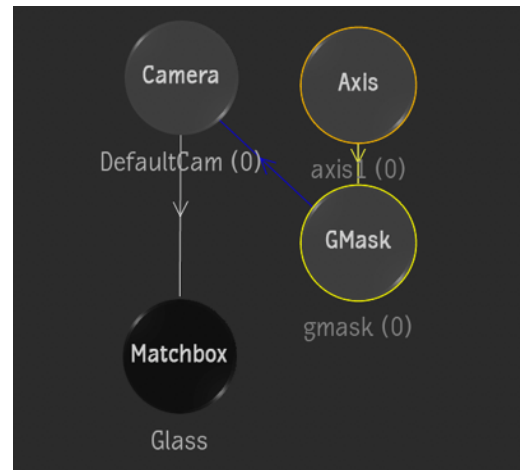 Camera
Axis
DefaultCam (0)
axis1 (0)
GMask
gmask (0)
Matchbox
Glass